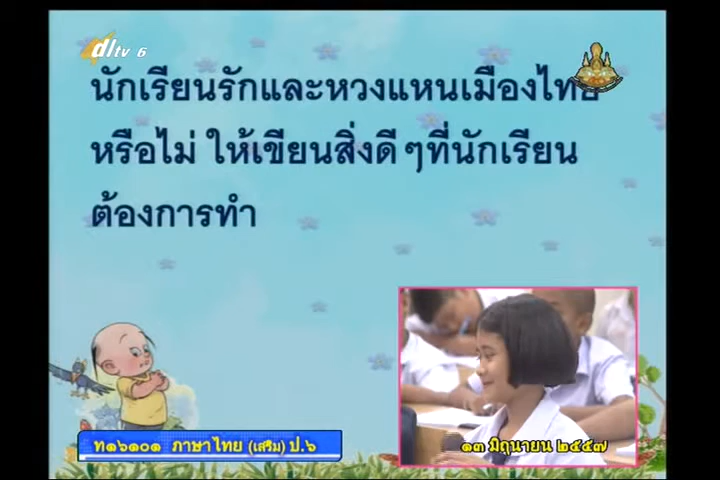 dltv 6
นักเรียนรักและหวงแหนเมืองไทย
หรือไม่ ให้เขียนสิ่งดี ๆที่นักเรียน
ต้องการทำ
ท๑๖๑๐๑ ภาษาไทย (เสริม) ป.๖
๑๓ มิถุนายน ๒๕๕๗